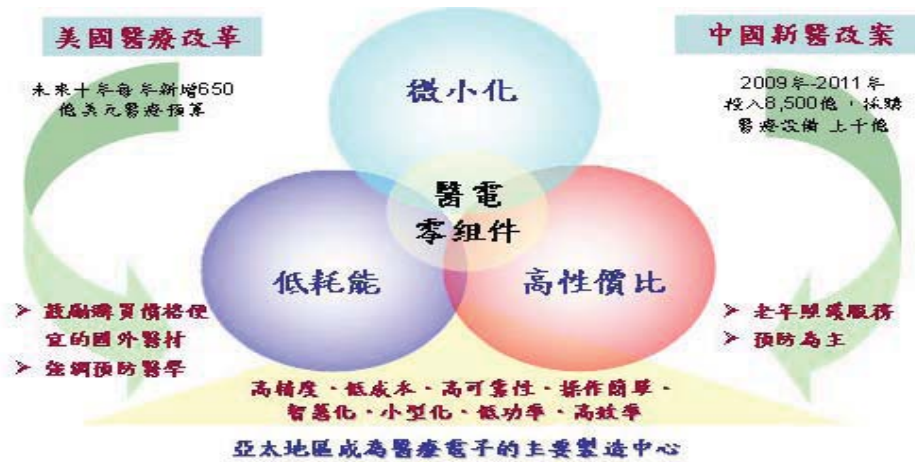 美國醫療改革
未來十年每年新增650
億美元醫療預算
中國新醫改案
2009年-2011年
投入8,500億，採購
醫療設備 上千億
微小化
醫電
零組件
低耗能
高性價比
➢ 鼓勵購買價格便
宜的國外醫材
➢ 強調預防醫學
➢ 老年照護服務
➢ 預防為主
高精度、低成本、高可靠性、操作簡單、
智慧化、小型化、低功率、高效率
亞太地區成為醫療電子的主要製造中心